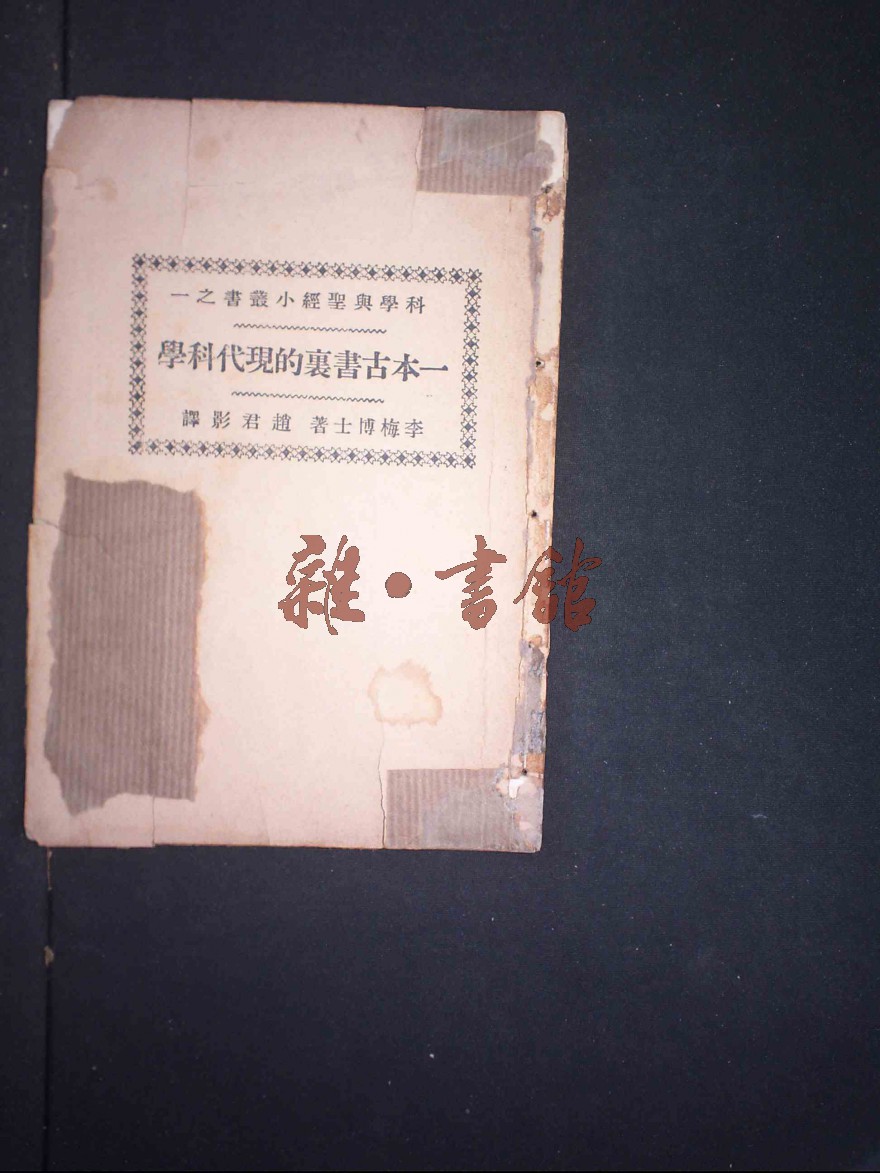 科學與聖經小叢書之一
一本古書裏的現代科學
李梅博士著 趙君影譯
雜·書館